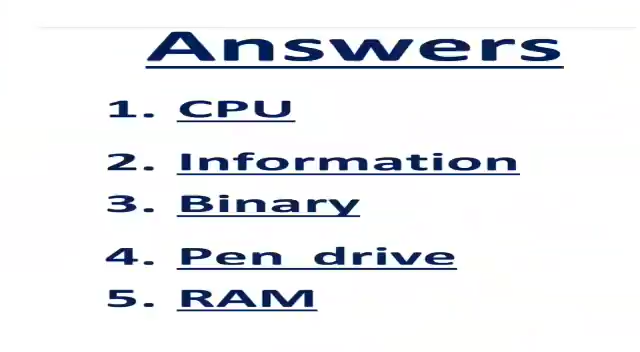 Answers
1. CPU
2. Information
3. Binary
4. Pen drive
5. RAM